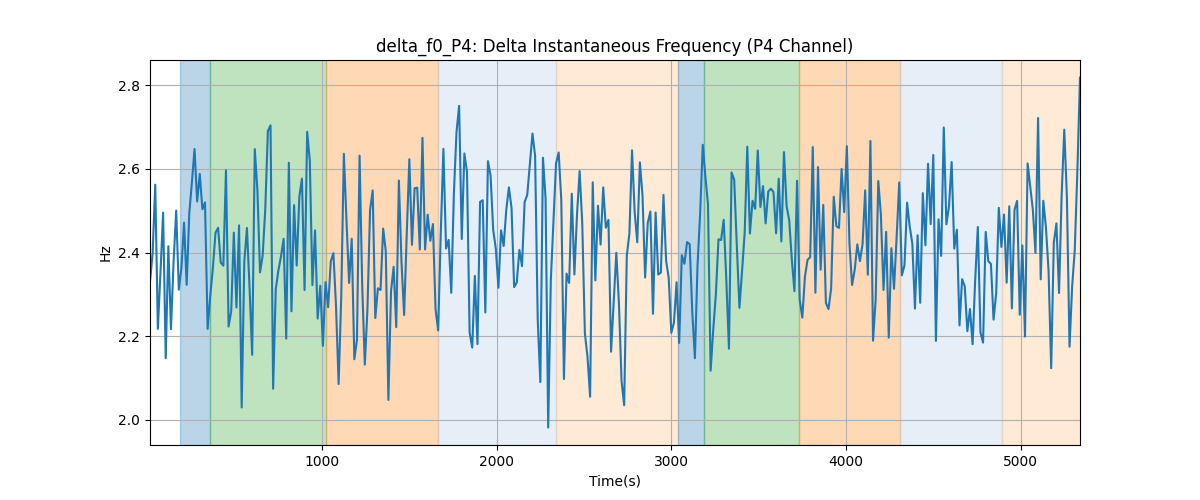 delta_f0_P4: Delta Instantaneous Frequency (P4 Channel)
2.8
2.6
2.4
2.2
2.0
Hz
1000 2000 3000 4000 5000
Time(s)